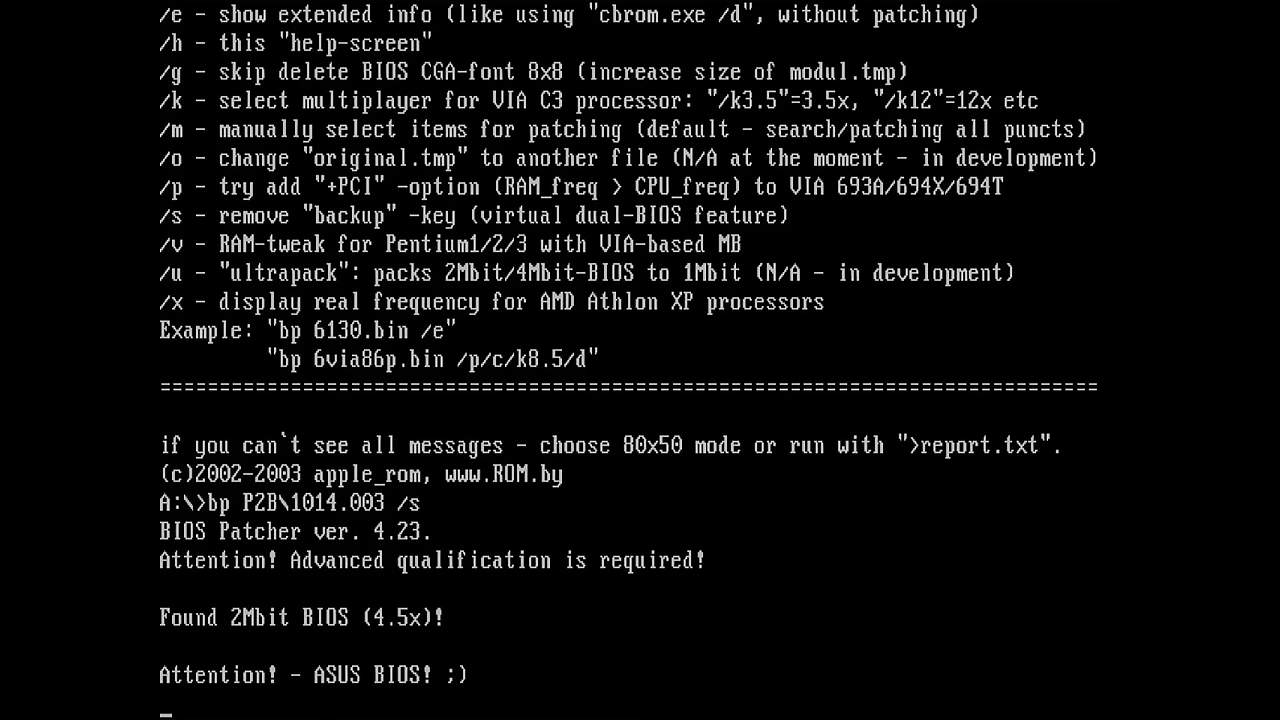 /e - show extended info (like using "cbrom.exe /d", without patching)
/h - this "help-screen"
/g - skip delete BIOS CGA-font 8x8 (increase size of modul.tmp)
/k - select multiplayer for VIA C3 processor: "/k3.5"=3.5x, "/k12"=12x etc
/m - manually select items for patching (default - search/patching all puncts)
/o - change "original.tmp" to another file (N/A at the moment - in development)
/p - try add "+PCI" -option (RAM_freq > CPU_freq) to VIA 693A/694X/694T
/s - remove "backup" -key (virtual dual-BIOS feature)
/v - RAM-tweak for Pentium1/2/3 with VIA-based MB
/u - "ultrapack": packs 2Mbit/4Mbit-BIOS to 1Mbit (N/A - in development)
/x - display real frequency for AMD Athlon XP processors
Example: "bp 6130.bin /e"
"bp 6via86p.bin /p/c/k8.5/d"
===============================================================================
if you can`t see all messages - choose 80x50 mode or run with ">report.txt".
(c)2002-2003 apple_rom, www.ROM.by
A:\>bp P2B\1014.003 /s
BIOS Patcher ver. 4.23.
Attention! Advanced qualification is required!
Found 2Mbit BIOS (4.5x)!
Attention! - ASUS BIOS! ;)
_